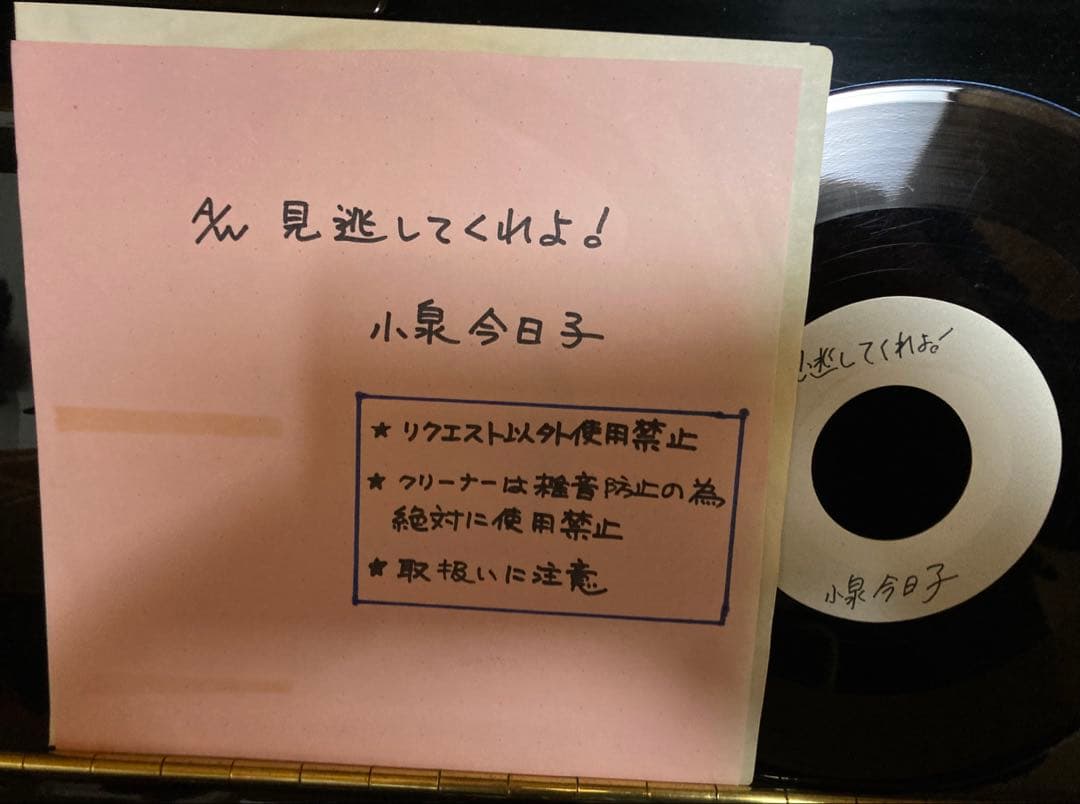 A/W 見逃してくれよ!
小泉今日子
★ リクエスト以外使用禁止
★ クリーナーは雑音防止の為
絶対に使用禁止
★ 取扱いに注意
見逃してくれよ!
小泉今日子